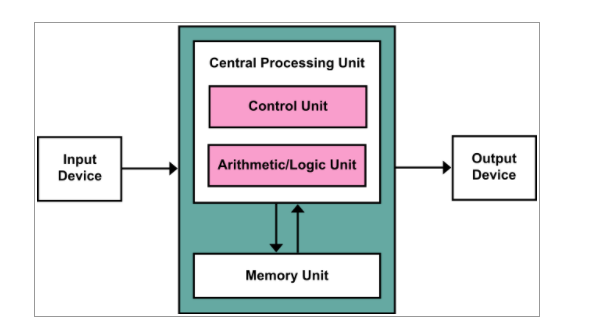 Central Processing Unit
Control Unit
Arithmetic/Logic Unit
Input
Device
Output
Device
Memory Unit